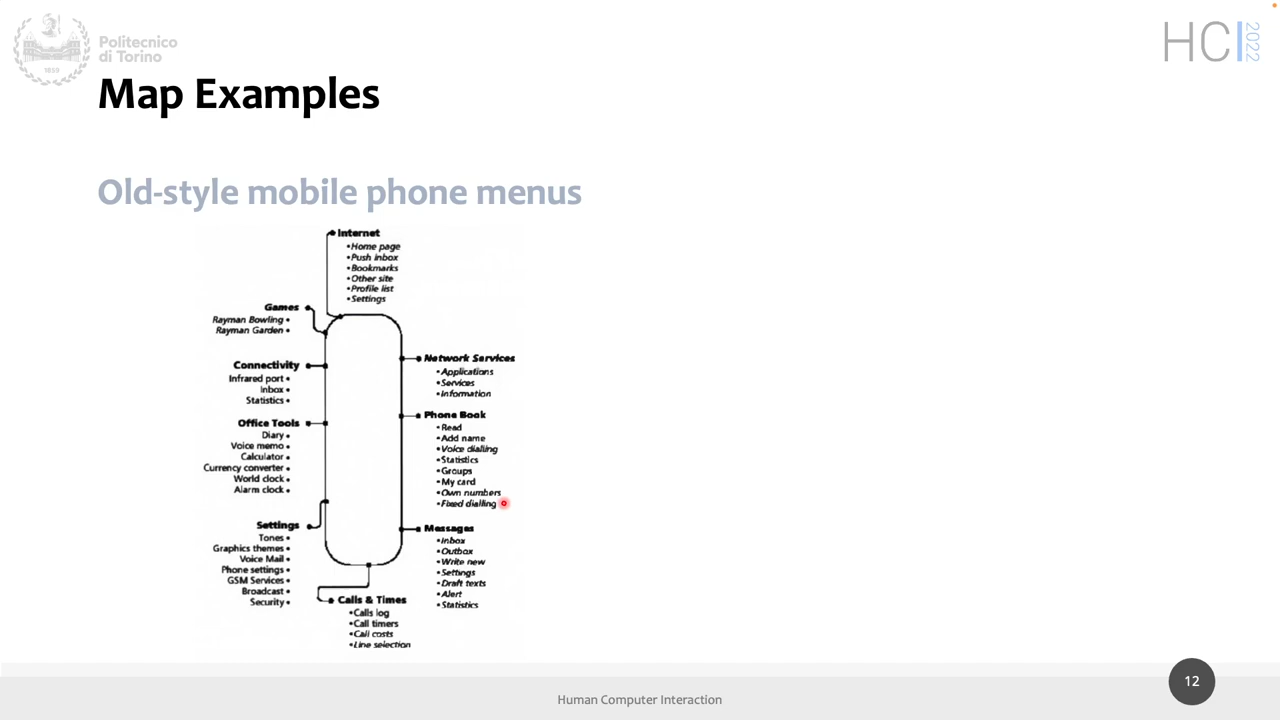 Politecnico
di Torino
1859
HCI 2022
Map Examples
Old-style mobile phone menus
Internet
•Home page
•Push inbox
•Bookmarks
•Other site
•Profile list
•Settings
Games
Rayman Bowling •
Rayman Garden •
Connectivity
Infrared port •
Inbox •
Statistics •
Office Tools
Diary •
Voice memo •
Calculator •
Currency converter •
World clock •
Alarm clock •
Settings
Tones •
Graphics themes •
Voice Mail •
Phone settings •
GSM Services •
Broadcast •
Security •
Network Services
•Applications
•Services
•Information
Phone Book
•Read
•Add name
•Voice dialling
•Statistics
•Groups
•My card
•Own numbers
•Fixed dialling
Messages
•Inbox
•Outbox
•Write new
•Settings
•Draft texts
•Alert
•Statistics
Calls & Times
•Calls log
•Call timers
•Call costs
•Line selection
Human Computer Interaction
12